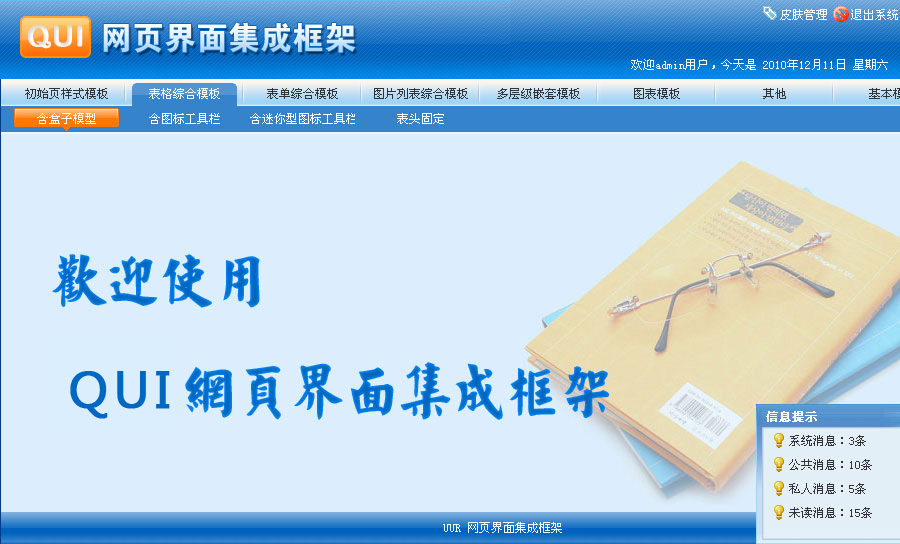 QUI 网页界面集成框架
皮肤管理 退出系统
欢迎admin用户，今天是 2010年12月11日 星期六
初始页样式模板 表格综合模板 表单综合模板 图片列表综合模板 多层级嵌套模板 图表模板 其他 基本模
含盒子模型 含图标工具栏 含迷你型图标工具栏 表头固定
歡迎使用
QUI 網頁界面集成框架
信息提示
系统消息：3条
公共消息：10条
私人消息：5条
未读消息：15条
UUR 网页界面集成框架